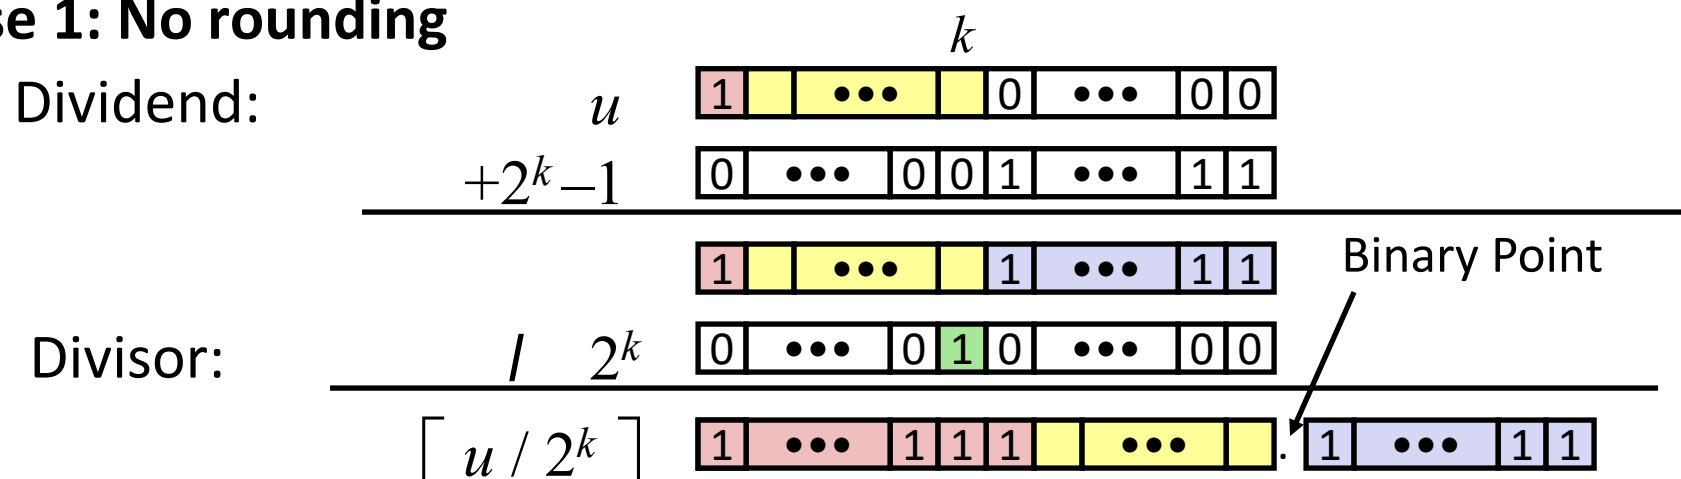 se 1: No rounding
k
Dividend: u 1 ••• 0 ••• 0 0
+2^k –1 0 ••• 0 0 1 ••• 1 1
1 ••• 1 ••• 1 1 Binary Point
Divisor: / 2^k 0 ••• 0 1 0 ••• 0 0
⌈ u / 2^k ⌉ 1 ••• 1 1 1 ••• . 1 ••• 1 1